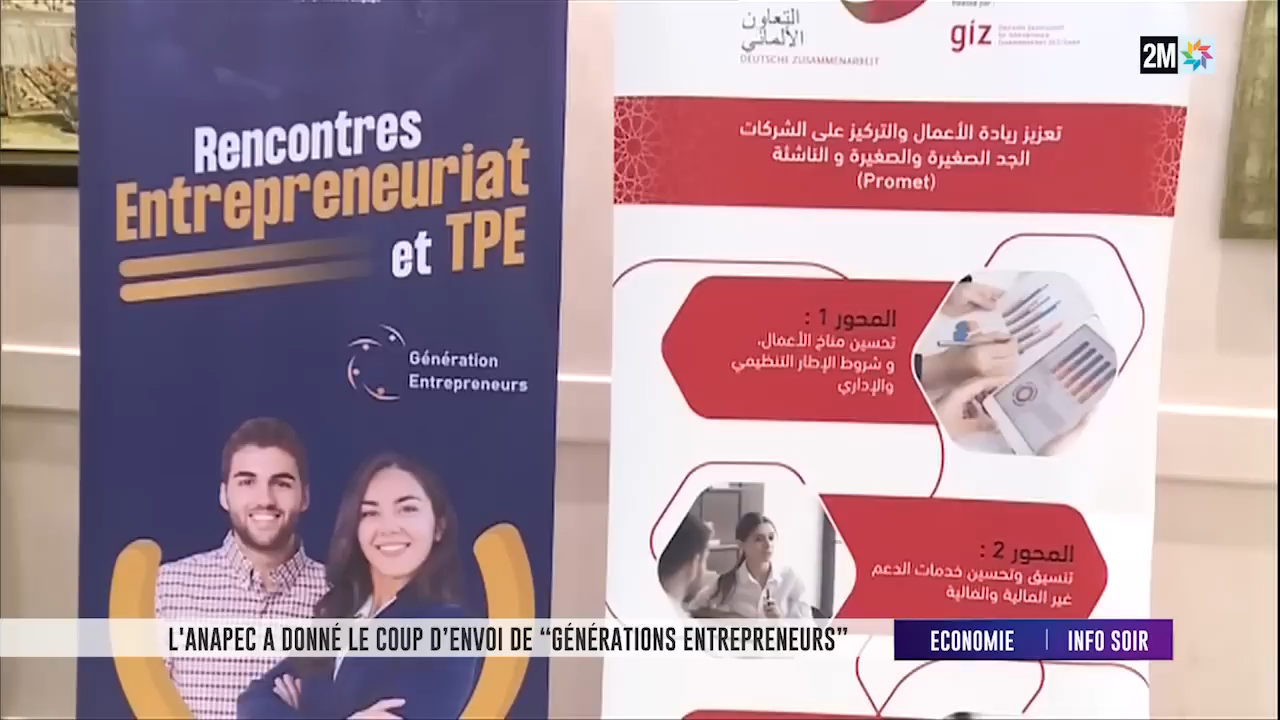 Rencontres
Entrepreneuriat
et TPE
Génération
Entrepreneurs
التعاون
الألماني
DEUTSCHE ZUSAMMENARBEIT
giz
2M
تعزيز ريادة الأعمال والتركيز على الشركات
الجد الصغيرة والصغيرة و الناشئة
(Promet)
المحور 1 :
تحسين مناخ الأعمال،
و شروط الإطار التنظيمي
والإداري
المحور 2 :
تنسيق وتحسين خدمات الدعم
غير المالية والمالية
L'ANAPEC A DONNÉ LE COUP D’ENVOI DE “GÉNÉRATIONS ENTREPRENEURS”
ECONOMIE | INFO SOIR